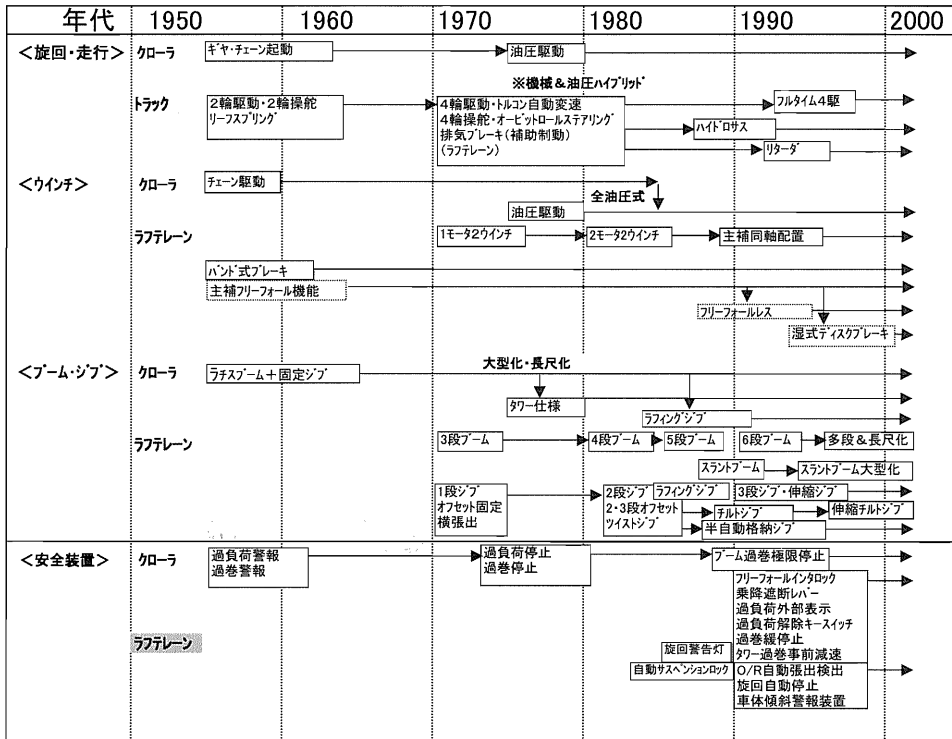 年代 1950 1960 1970 1980 1990 2000
<旋回・走行> クローラ ギヤ・チェーン起動 油圧駆動
※機械&油圧ハイブリッド
トラック 2輪駆動・2輪操舵 4輪駆動・トルコン自動変速 フルタイム4駆
リーフスプリング 4輪操舵・オービットロールステアリング ハイドロサス
排気ブレーキ(補助制動)
(ラフテレーン) リターダ
<ウインチ> クローラ チェーン駆動
全油圧式
油圧駆動
ラフテレーン 1モータ2ウインチ 2モータ2ウインチ 主補同軸配置
バンド式ブレーキ
主補フリーフォール機能
フリーフォールレス
湿式ディスクブレーキ
大型化・長尺化
<ブーム・ジブ> クローラ ラチスブーム+固定ジブ
タワー仕様
ラフィングジブ
ラフテレーン 3段ブーム 4段ブーム 5段ブーム 6段ブーム 多段&長尺化
スラントブーム スラントブーム大型化
1段ジブ 2段ジブ ラフィングジブ 3段ジブ・伸縮ジブ
オフセット固定 2・3段オフセット チルトジブ 伸縮チルトジブ
横張出 ツイストジブ 半自動格納ジブ
<安全装置> クローラ 過負荷警報 過負荷停止 ブーム過巻極限停止
過巻警報 過巻停止
フリーフォールインタロック
乗降遮断レバー
過負荷外部表示
過負荷解除キースイッチ
過巻緩停止
ラフテレーン 旋回警告灯 タワー過巻事前減速
自動サスペンションロック O/R自動張出検出
旋回自動停止
車体傾斜警報装置